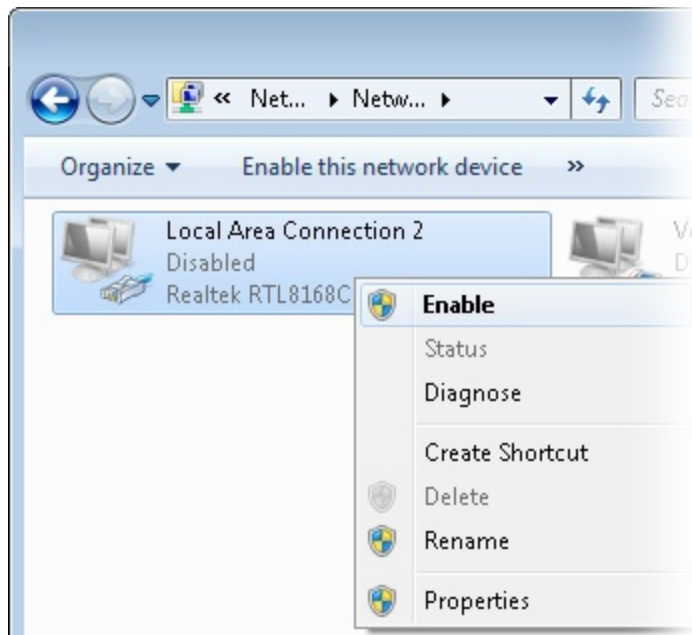 « Net... Netw...
Organize Enable this network device »
Local Area Connection 2
Disabled
Realtek RTL8168C
Enable
Status
Diagnose
Create Shortcut
Delete
Rename
Properties